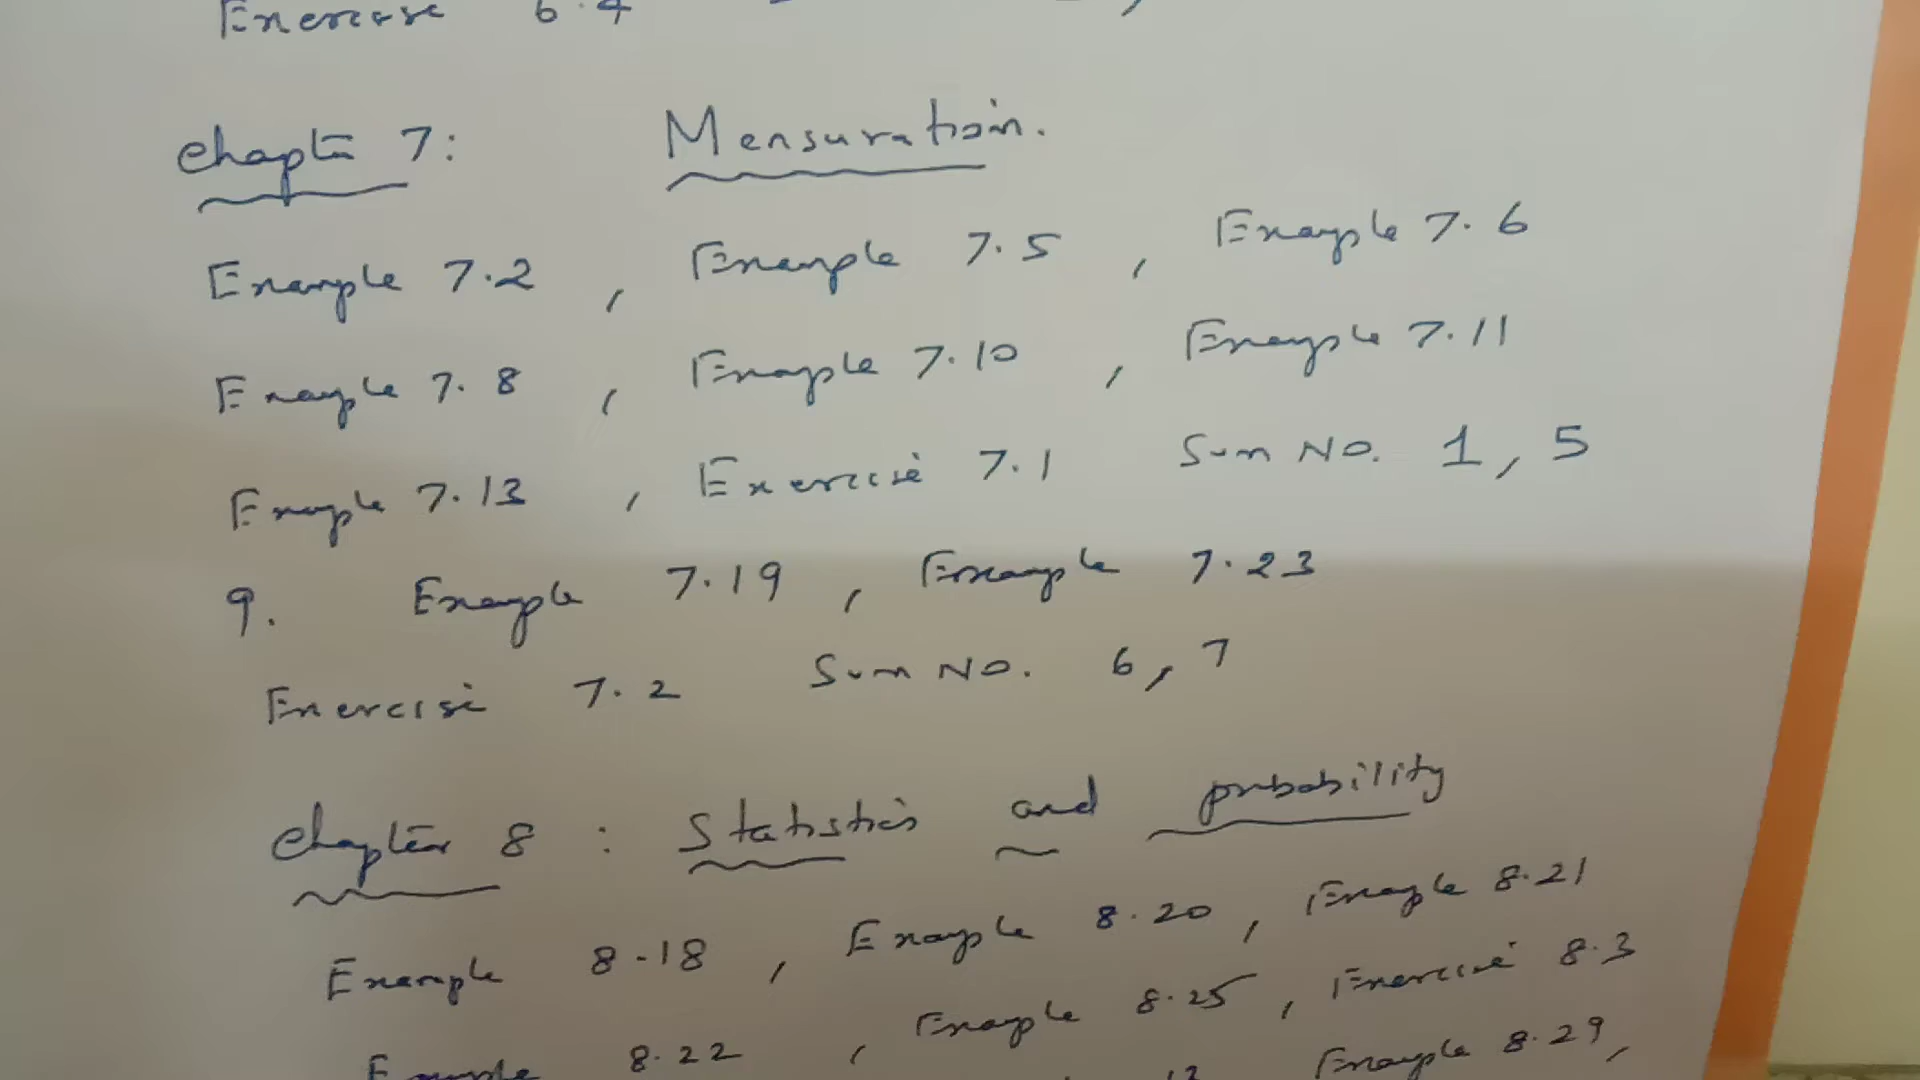 Exercise 6.4
Chapter 7: Mensuration.
Example 7.2 , Example 7.5 , Example 7.6
Example 7.8 , Example 7.10 , Example 7.11
Example 7.13 , Exercise 7.1 Sum No. 1, 5
9. Example 7.19 , Example 7.23
Exercise 7.2 Sum No. 6, 7
Chapter 8 : Statistics and probability
Example 8.18 , Example 8.20 , Example 8.21
Example 8.22 , Example 8.25 , Exercise 8.3
Example 8.29,